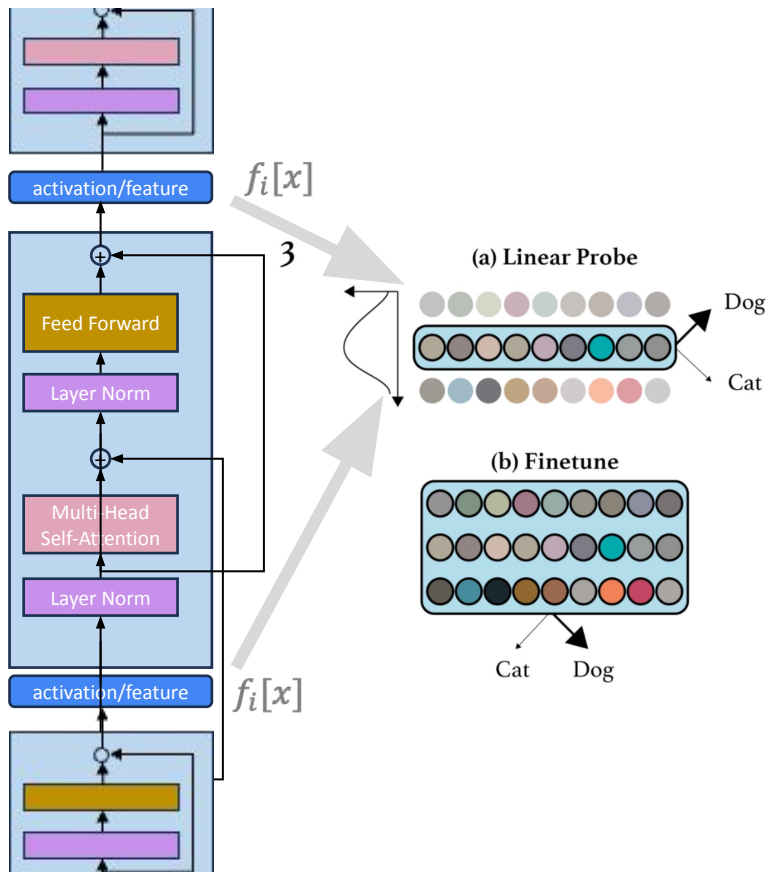 activation/feature
f_i[x]
3
Feed Forward
Layer Norm
Multi-Head
Self-Attention
Layer Norm
activation/feature
f_i[x]
(a) Linear Probe
Dog
Cat
(b) Finetune
Cat Dog